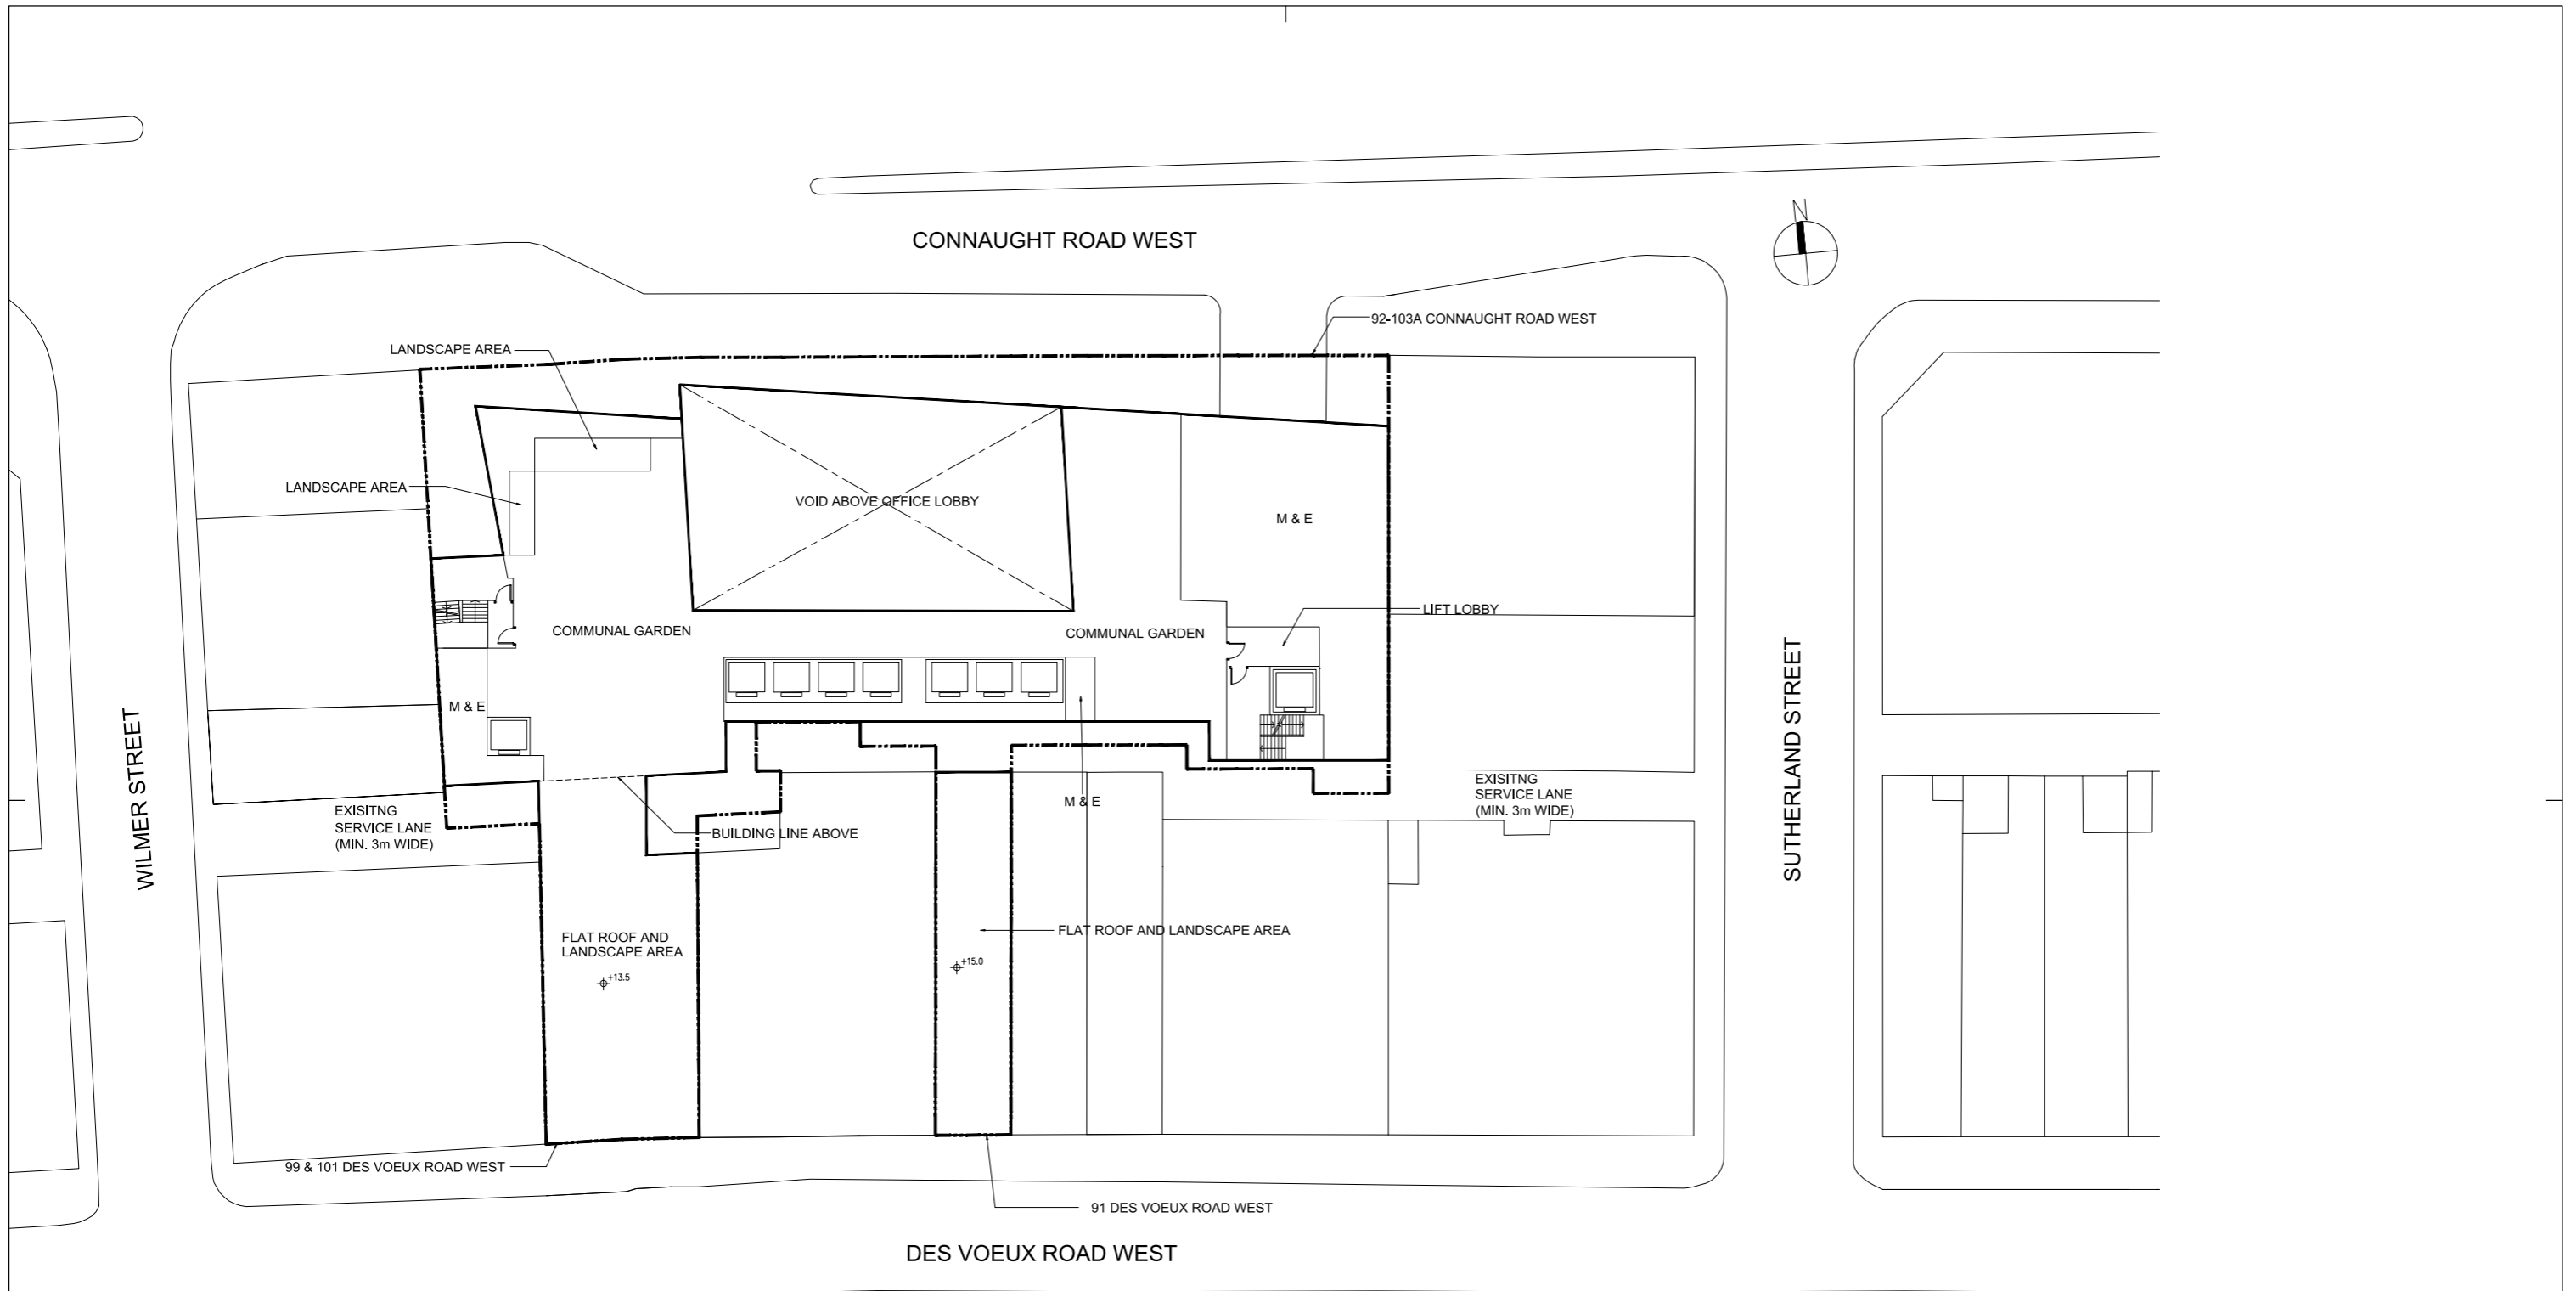 N
CONNAUGHT ROAD WEST
92-103A CONNAUGHT ROAD WEST
LANDSCAPE AREA
LANDSCAPE AREA
VOID ABOVE OFFICE LOBBY
M & E
LIFT LOBBY
COMMUNAL GARDEN
COMMUNAL GARDEN
M & E
WILMER STREET
SUTHERLAND STREET
EXISITNG
SERVICE LANE
(MIN. 3m WIDE)
M & E
EXISITNG
SERVICE LANE
(MIN. 3m WIDE)
BUILDING LINE ABOVE
FLAT ROOF AND
LANDSCAPE AREA
+13.5
FLAT ROOF AND LANDSCAPE AREA
+15.0
99 & 101 DES VOEUX ROAD WEST
91 DES VOEUX ROAD WEST
DES VOEUX ROAD WEST